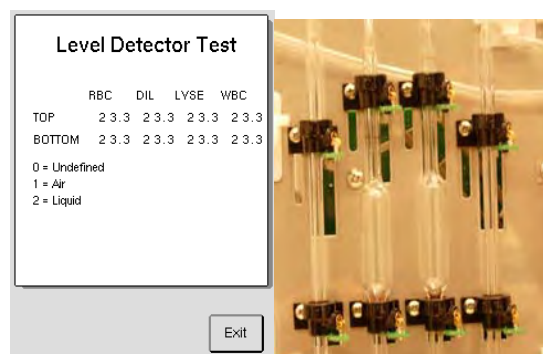 Level Detector Test
RBC DIL LYSE WBC
TOP 2 3.3 2 3.3 2 3.3 2 3.3
BOTTOM 2 3.3 2 3.3 2 3.3 2 3.3
0 = Undefined
1 = Air
2 = Liquid
Exit